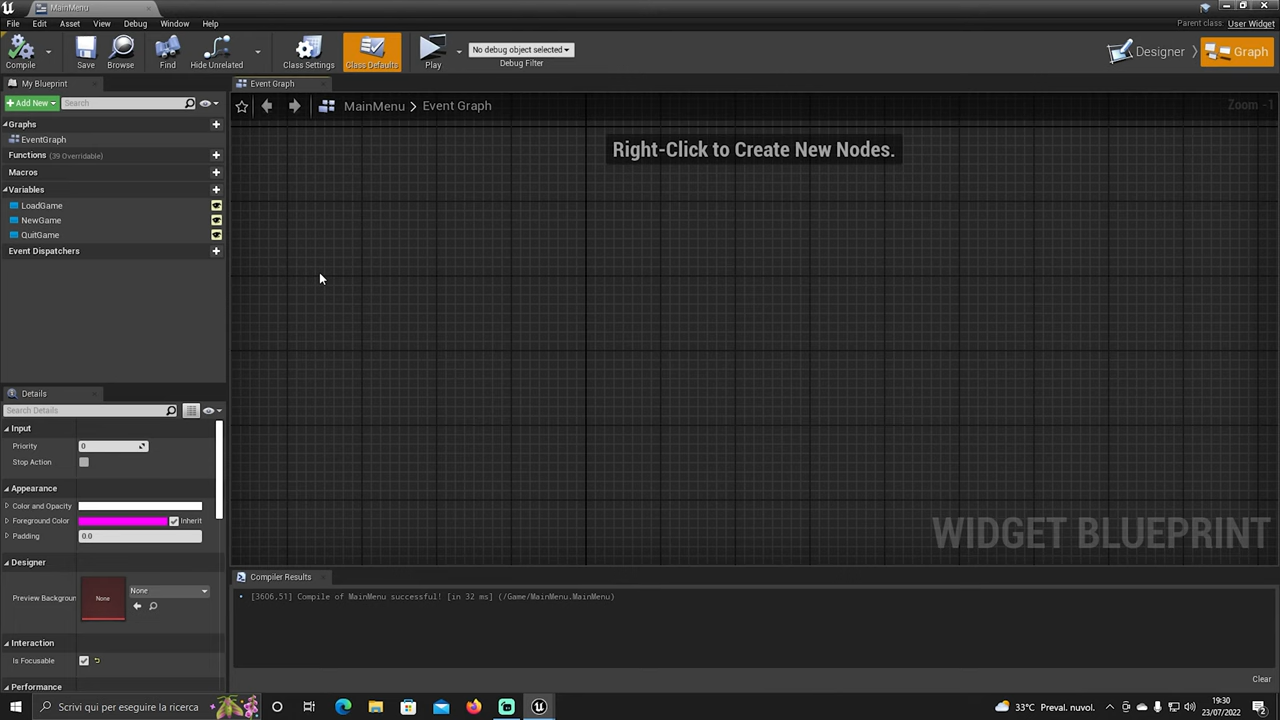 MainMenu
File Edit Asset View Debug Window Help
Parent class: User Widget
Compile Save Browse Find Hide Unrelated Class Settings Class Defaults Play
No debug object selected
Debug Filter
Designer Graph
My Blueprint
Event Graph
Add New Search
MainMenu > Event Graph
Zoom -1
Graphs
EventGraph
Functions (39 Overridable)
Macros
Variables
LoadGame
NewGame
QuitGame
Event Dispatchers
Right-Click to Create New Nodes.
WIDGET BLUEPRINT
Details
Search Details
Input
Priority 0
Stop Action
Appearance
Color and Opacity
Foreground Color Inherit
Padding 0.0
Designer
Preview Backgroun None None
Interaction
Is Focusable
Performance
Compiler Results
[3606,51] Compile of MainMenu successful! [in 32 ms] (/Game/MainMenu.MainMenu)
Clear
Scrivi qui per eseguire la ricerca
33°C Preval. nuvol.
19:30
23/07/2022
2